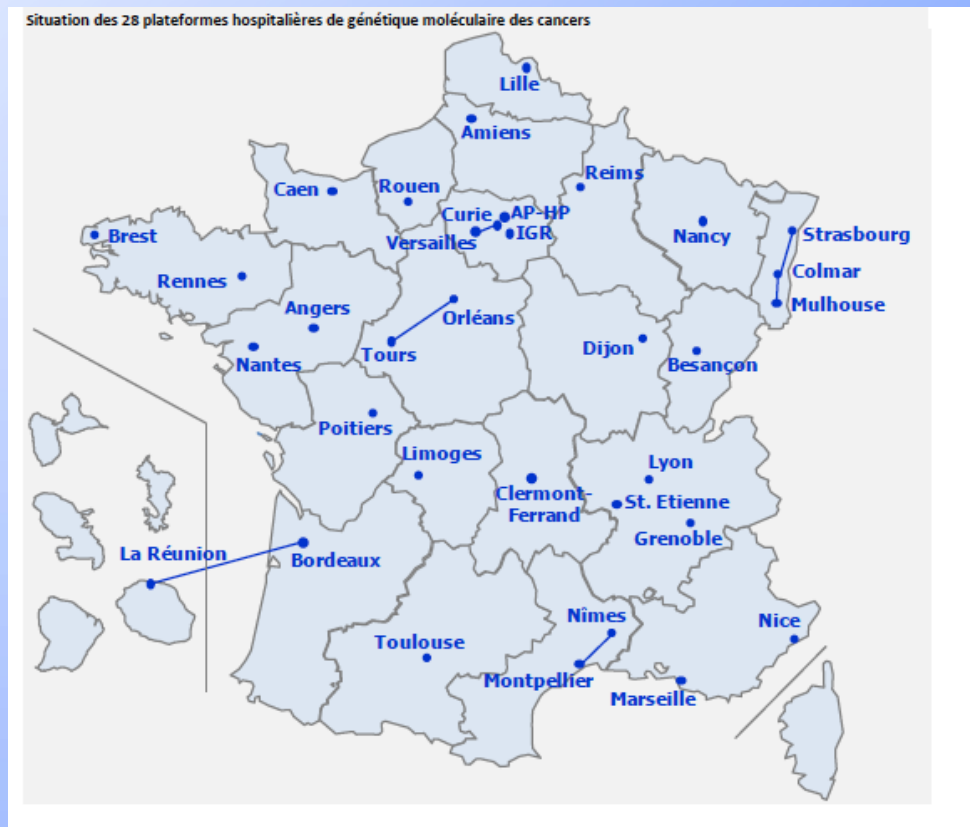 Situation des 28 plateformes hospitalières de génétique moléculaire des cancers
Lille
Amiens
Reims
Caen
Rouen
Curie
AP-HP
Versailles
IGR
Nancy
Strasbourg
Brest
Rennes
Colmar
Mulhouse
Angers
Orléans
Nantes
Tours
Dijon
Besançon
Poitiers
Limoges
Lyon
Clermont-
Ferrand
St. Etienne
Grenoble
La Réunion
Bordeaux
Nîmes
Nice
Toulouse
Montpellier
Marseille